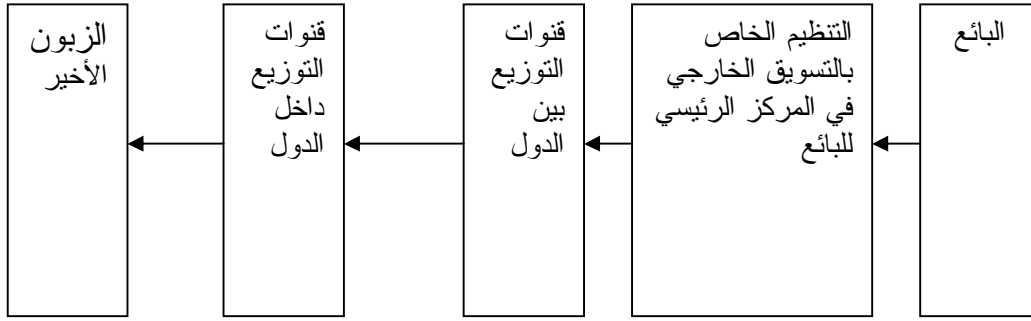 البائع
التنظيم الخاص
بالتسويق الخارجي
في المركز الرئيسي
للبائع
قنوات
التوزيع
بين
الدول
قنوات
التوزيع
داخل
الدول
الزبون
الأخير